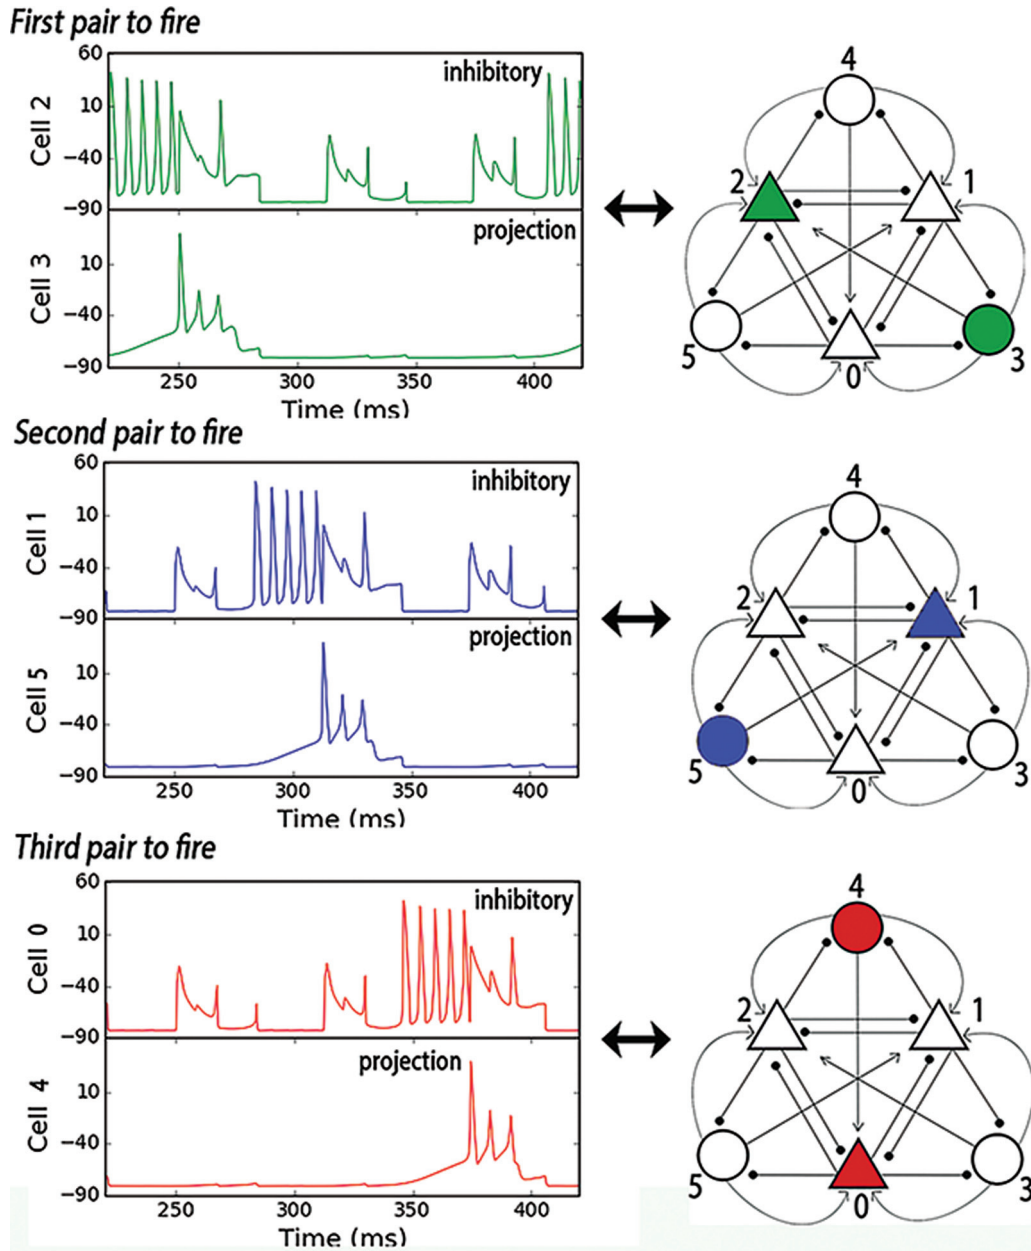 First pair to fire
60
inhibitory
10
−40
−90
Cell 2
projection
10
−40
−90
Cell 3
250 300 350 400
Time (ms)
4
2 1
5 0 3
Second pair to fire
60
inhibitory
10
−40
−90
Cell 1
projection
10
−40
−90
Cell 5
250 300 350 400
Time (ms)
4
2 1
5 0 3
Third pair to fire
60
inhibitory
10
−40
−90
Cell 0
projection
10
−40
−90
Cell 4
250 300 350 400
Time (ms)
4
2 1
5 0 3